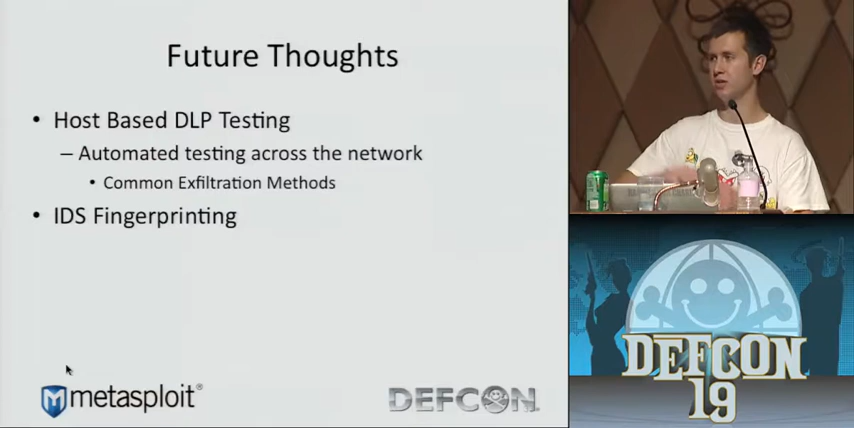 Future Thoughts
• Host Based DLP Testing
– Automated testing across the network
• Common Exfiltration Methods
• IDS Fingerprinting
metasploit®
DEFCON
DEFCON
19